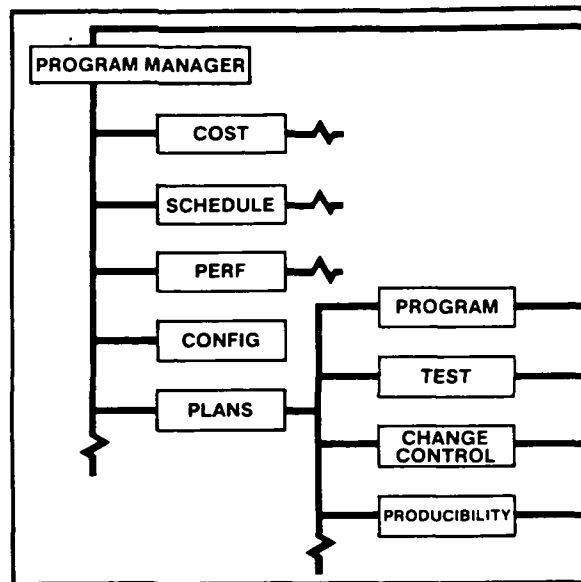 PROGRAM MANAGER
COST
SCHEDULE
PERF
CONFIG
PLANS
PROGRAM
TEST
CHANGE
CONTROL
PRODUCIBILITY